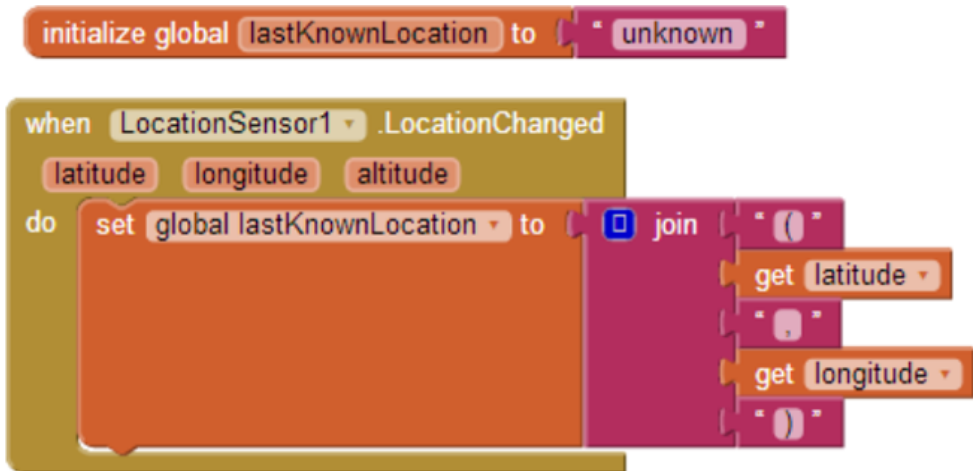 initialize global lastKnownLocation to " unknown "
when LocationSensor1 .LocationChanged
latitude longitude altitude
do set global lastKnownLocation to join " ( "
get latitude
" , "
get longitude
" ) "